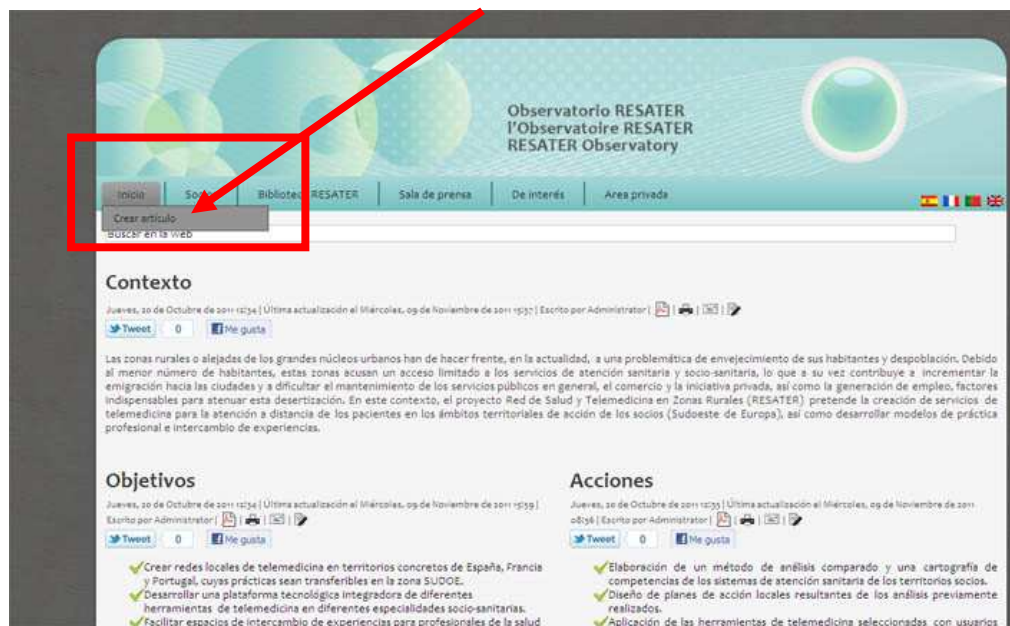 Observatorio RESATER
l'Observatoire RESATER
RESATER Observatory
Inicio Biblioteca RESATER Sala de prensa De interés Area privada
Crear artículo
Buscar en la web
Contexto
Jueves, 20 de Octubre de 2011 12:34 | Última actualización el Miércoles, 09 de Noviembre de 2011 15:37 | Escrito por Administrator |
Tweet 0 Me gusta
Las zonas rurales o alejadas de los grandes núcleos urbanos han de hacer frente, en la actualidad, a una problemática de envejecimiento de sus habitantes y despoblación. Debido
al menor número de habitantes, estas zonas acusan un acceso limitado a los servicios de atención sanitaria y socio-sanitaria, lo que a su vez contribuye a incrementar la
emigración hacia las ciudades y a dificultar el mantenimiento de los servicios públicos en general, el comercio y la iniciativa privada, así como la generación de empleo, factores
indispensables para atenuar esta desertización. En este contexto, el proyecto Red de Salud y Telemedicina en Zonas Rurales (RESATER) pretende la creación de servicios de
telemedicina para la atención a distancia de los pacientes en los ámbitos territoriales de acción de los socios (Sudoeste de Europa), así como desarrollar modelos de práctica
profesional e intercambio de experiencias.
Objetivos
Jueves, 20 de Octubre de 2011 12:34 | Última actualización el Miércoles, 09 de Noviembre de 2011 15:39 |
Escrito por Administrator |
Tweet 0 Me gusta
Crear redes locales de telemedicina en territorios concretos de España, Francia
y Portugal, cuyas prácticas sean transferibles en la zona SUDOE.
Desarrollar una plataforma tecnológica integradora de diferentes
herramientas de telemedicina en diferentes especialidades socio-sanitarias.
Facilitar espacios de intercambio de experiencias para profesionales de la salud
Acciones
Jueves, 20 de Octubre de 2011 12:35 | Última actualización el Miércoles, 09 de Noviembre de 2011
08:56 | Escrito por Administrator |
Tweet 0 Me gusta
Elaboración de un método de análisis comparado y una cartografía de
competencias de los sistemas de atención sanitaria de los territorios socios.
Diseño de planes de acción locales resultantes de los análisis previamente
realizados.
Aplicación de las herramientas de telemedicina seleccionadas con usuarios